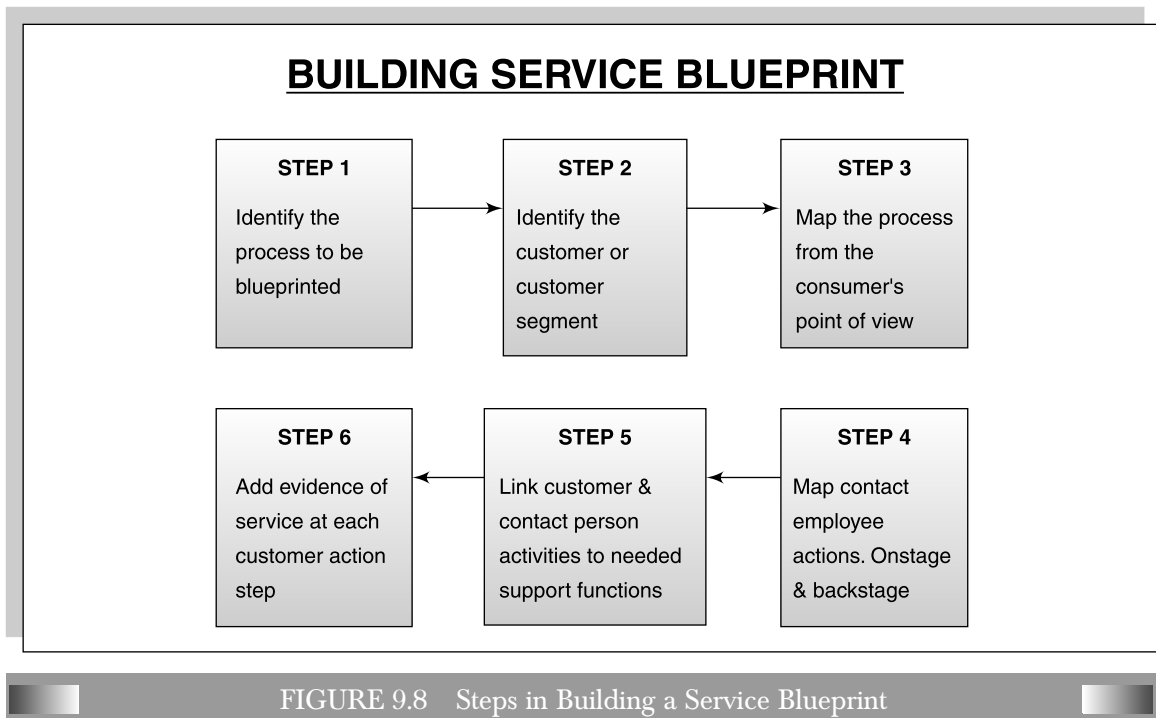 BUILDING SERVICE BLUEPRINT
STEP 1
Identify the
process to be
blueprinted
STEP 2
Identify the
customer or
customer
segment
STEP 3
Map the process
from the
consumer's
point of view
STEP 4
Map contact
employee
actions. Onstage
& backstage
STEP 5
Link customer &
contact person
activities to needed
support functions
STEP 6
Add evidence of
service at each
customer action
step
FIGURE 9.8 Steps in Building a Service Blueprint